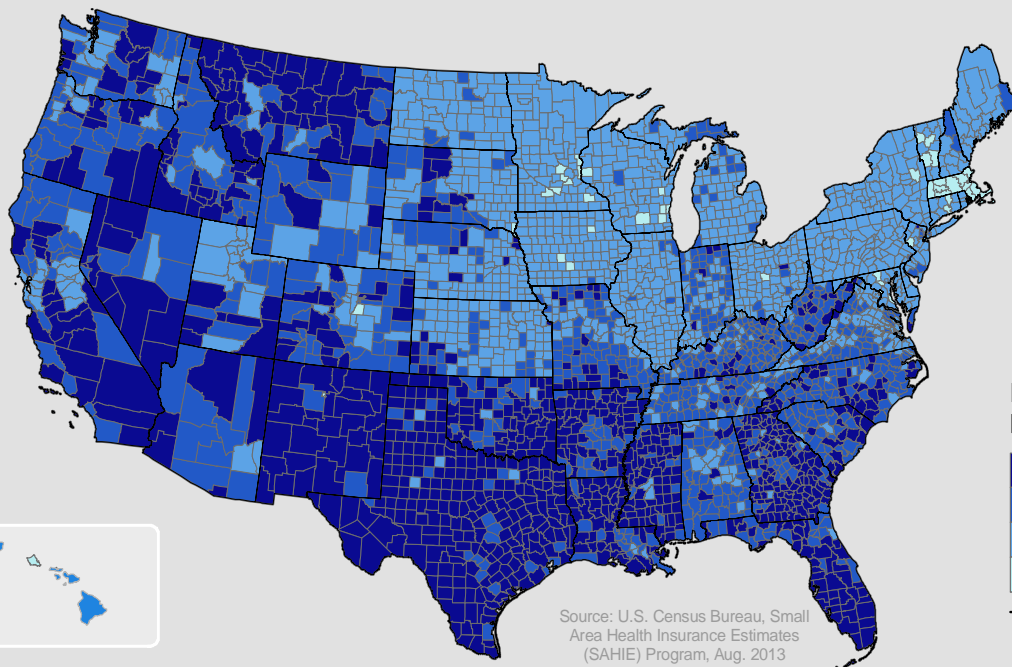 Source: U.S. Census Bureau, Small
Area Health Insurance Estimates
(SAHIE) Program, Aug. 2013